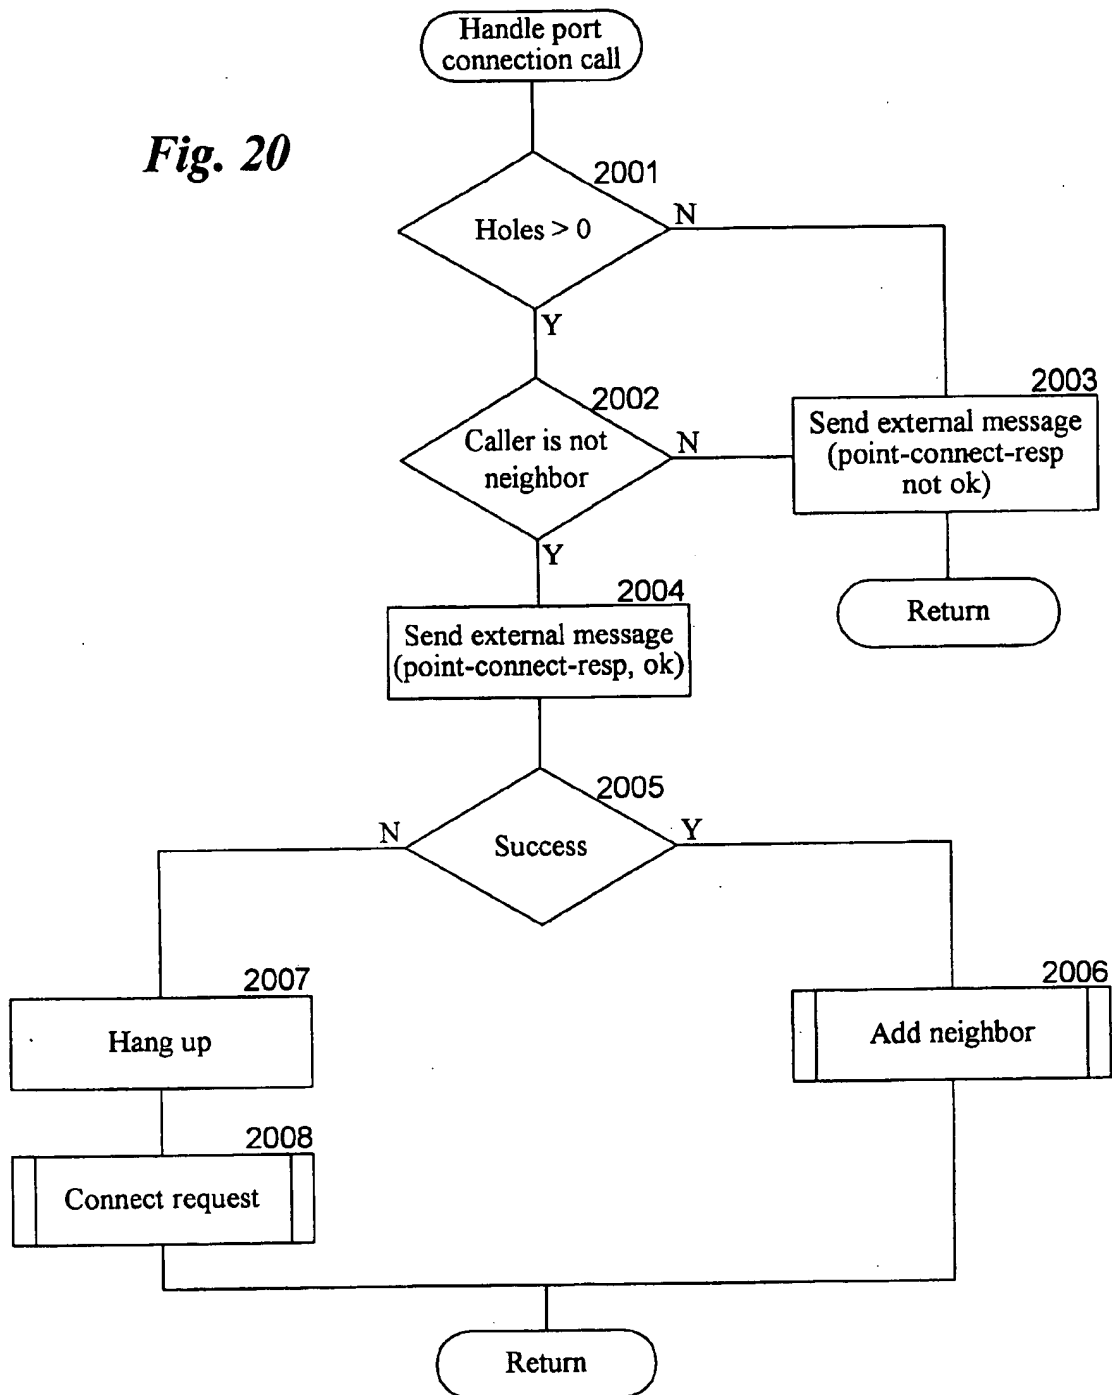 Handle port
connection call
Fig. 20
2001
Holes > 0
N
Y
2002
Caller is not
neighbor
N
Y
2003
Send external message
(point-connect-resp
not ok)
Return
2004
Send external message
(point-connect-resp, ok)
2005
Success
N
Y
2007
Hang up
2006
Add neighbor
2008
Connect request
Return